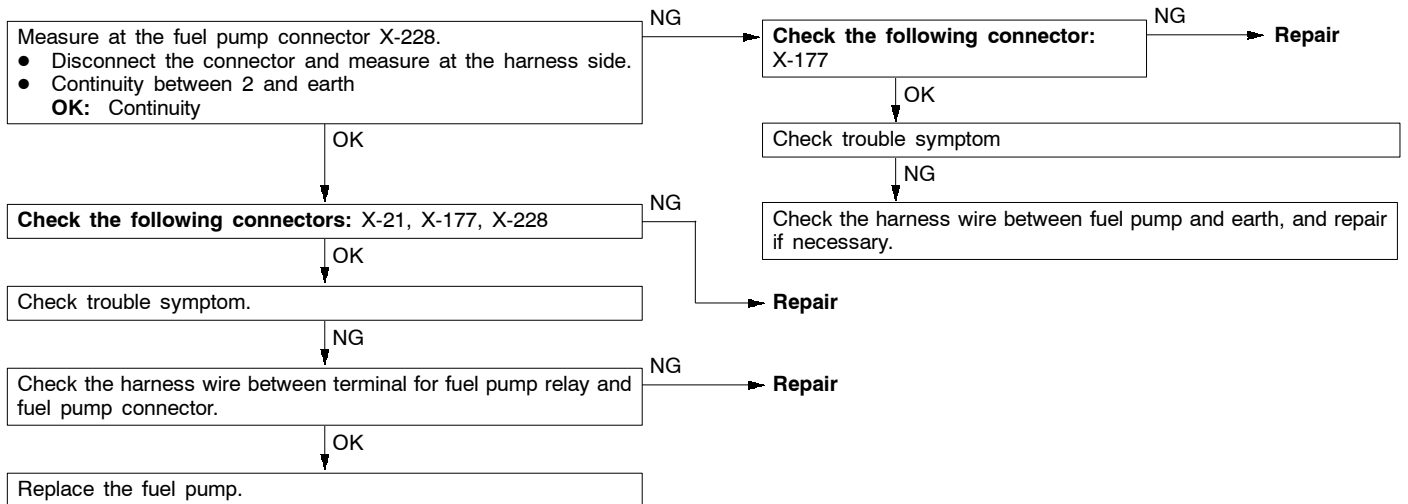 Measure at the fuel pump connector X-228.
● Disconnect the connector and measure at the harness side.
● Continuity between 2 and earth
OK: Continuity
NG
Check the following connector:
X-177
NG
Repair
OK
Check trouble symptom
NG
Check the harness wire between fuel pump and earth, and repair
if necessary.
OK
Check the following connectors: X-21, X-177, X-228
NG
Repair
OK
Check trouble symptom.
NG
Check the harness wire between terminal for fuel pump relay and
fuel pump connector.
NG
Repair
OK
Replace the fuel pump.